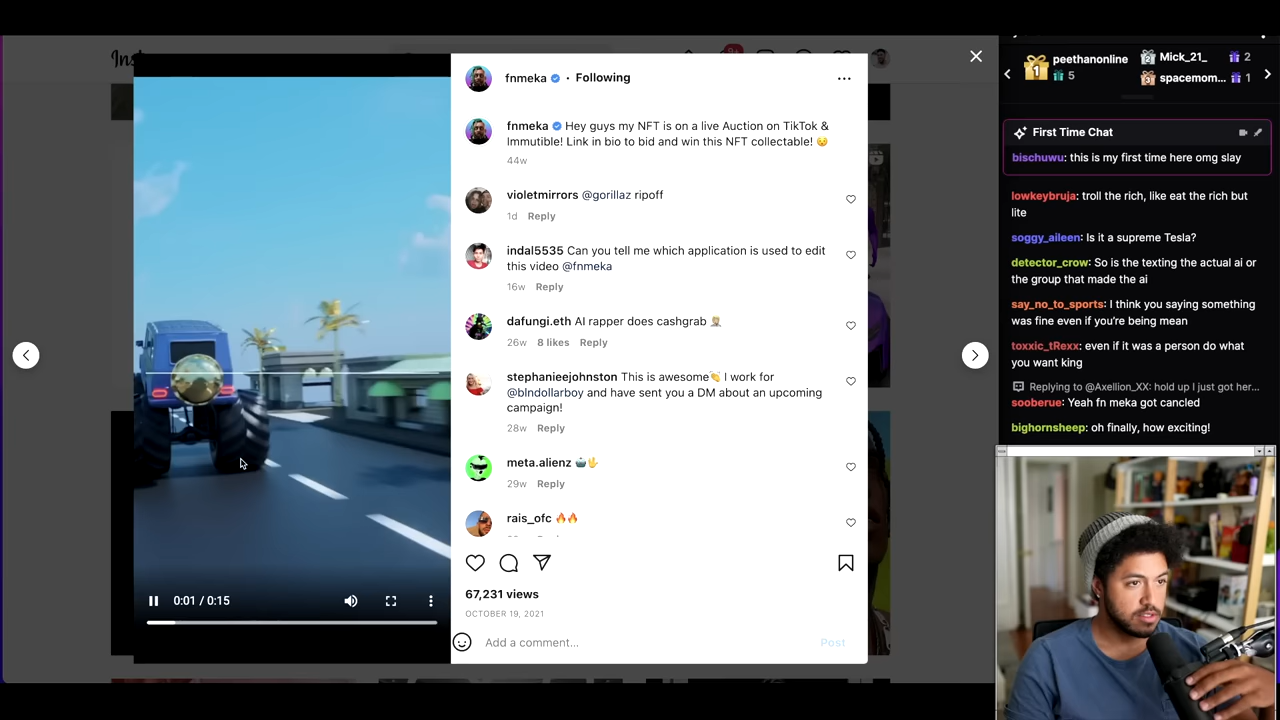 fnmeka • Following
fnmeka Hey guys my NFT is on a live Auction on TikTok &
Immutible! Link in bio to bid and win this NFT collectable! 😌
44w
violetmirrors @gorillaz ripoff
1d Reply
indal5535 Can you tell me which application is used to edit
this video @fnmeka
16w Reply
dafungi.eth AI rapper does cashgrab 🤦🏼
26w 8 likes Reply
stephanieejohnston This is awesome👏 I work for
@blndollarboy and have sent you a DM about an upcoming
campaign!
28w Reply
meta.alienz 🤖🤟
29w Reply
rais_ofc 🔥🔥
67,231 views
OCTOBER 19, 2021
Add a comment...
Post
0:01 / 0:15
peethanonline
5
1
Mick_21_ 2
2
spacemom... 1
3
First Time Chat
bischuwu: this is my first time here omg slay
lowkeybruja: troll the rich, like eat the rich but
lite
soggy_aileen: Is it a supreme Tesla?
detector_crow: So is the texting the actual ai or
the group that made the ai
say_no_to_sports: I think you saying something
was fine even if you're being mean
toxxic_tRexx: even if it was a person do what
you want king
Replying to @Axellion_XX: hold up I just got her...
sooberue: Yeah fn meka got cancled
bighornsheep: oh finally, how exciting!